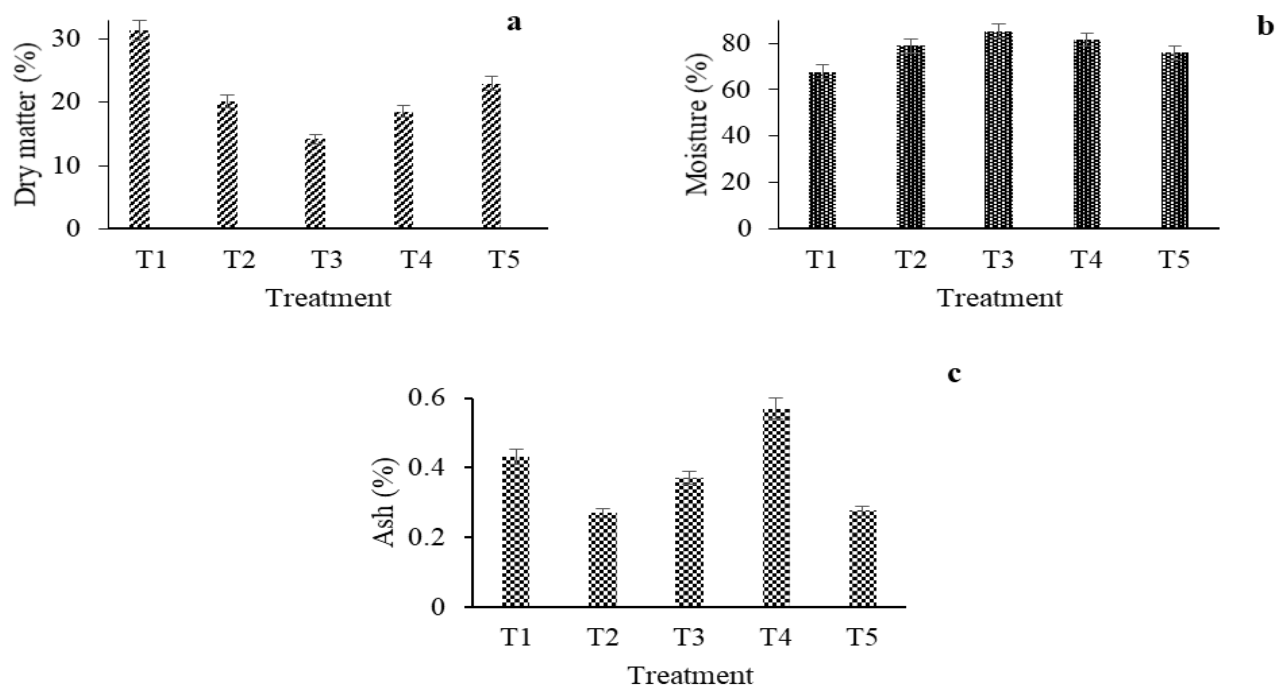 a
Dry matter (%)
30
20
10
0
T1 T2 T3 T4 T5
Treatment
b
Moisture (%)
80
60
40
20
0
T1 T2 T3 T4 T5
Treatment
c
Ash (%)
0.6
0.4
0.2
0
T1 T2 T3 T4 T5
Treatment